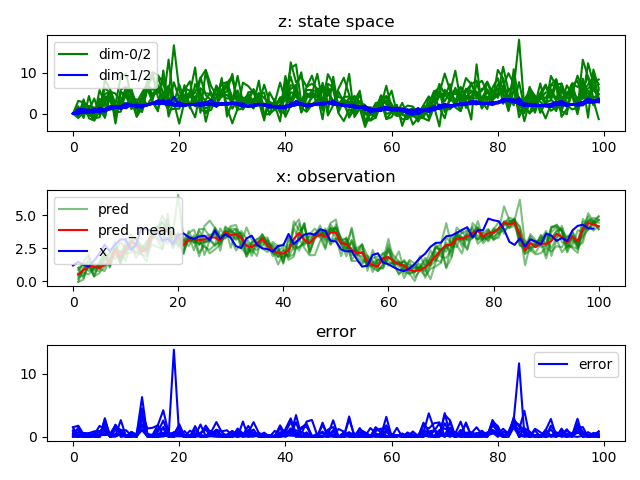 z: state space
10
0
dim-0/2
dim-1/2
0 20 40 60 80 100
x: observation
5.0
2.5
0.0
pred
pred_mean
x
0 20 40 60 80 100
error
10
0
error
0 20 40 60 80 100